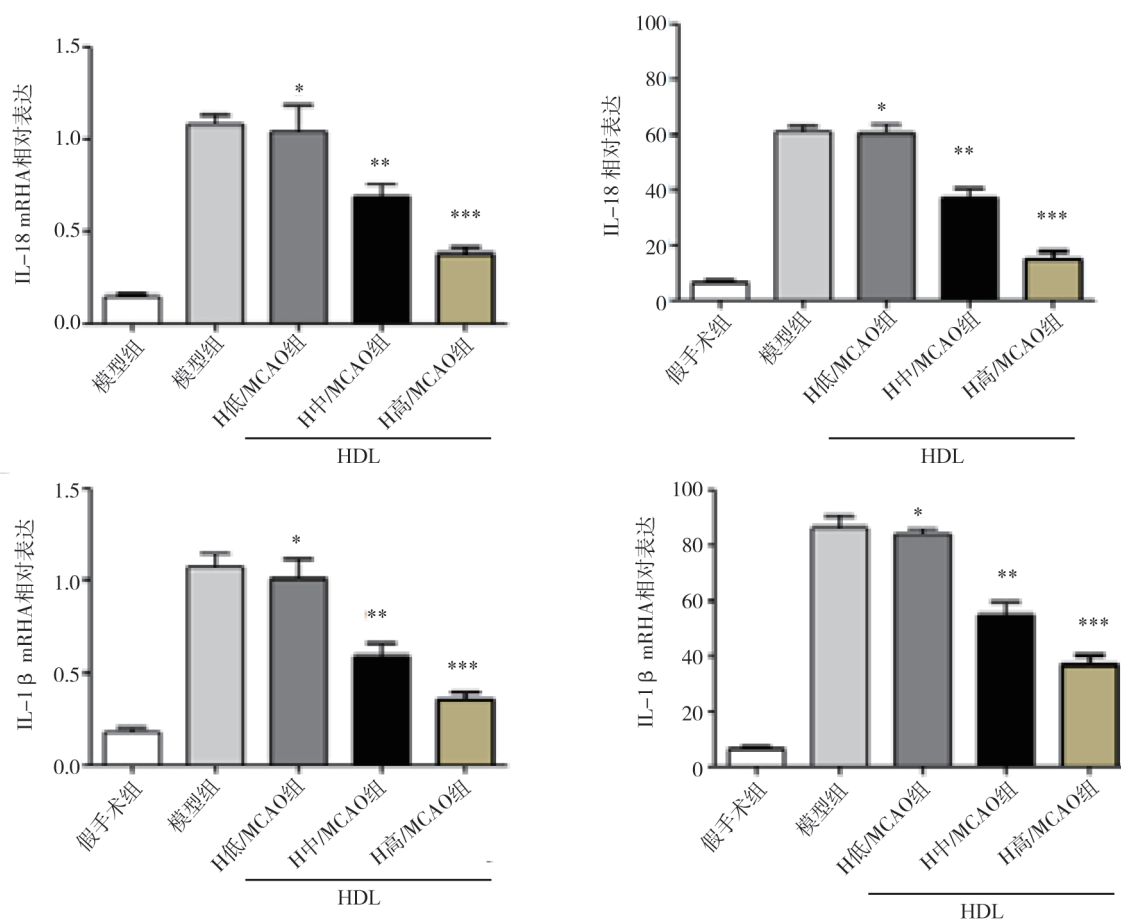 IL-18 mRHA相对表达
1.5
1.0
0.5
0.0
*
**
***
模型组
模型组
H低/MCAO组
H中/MCAO组
H高/MCAO组
HDL
IL-18 相对表达
100
80
60
40
20
0
*
**
***
假手术组
模型组
H低/MCAO组
H中/MCAO组
H高/MCAO组
HDL
IL-1β mRHA相对表达
1.5
1.0
0.5
0.0
*
**
***
假手术组
模型组
H低/MCAO组
H中/MCAO组
H高/MCAO组
HDL
IL-1β mRHA相对表达
100
80
60
40
20
0
*
**
***
假手术组
模型组
H低/MCAO组
H中/MCAO组
H高/MCAO组
HDL